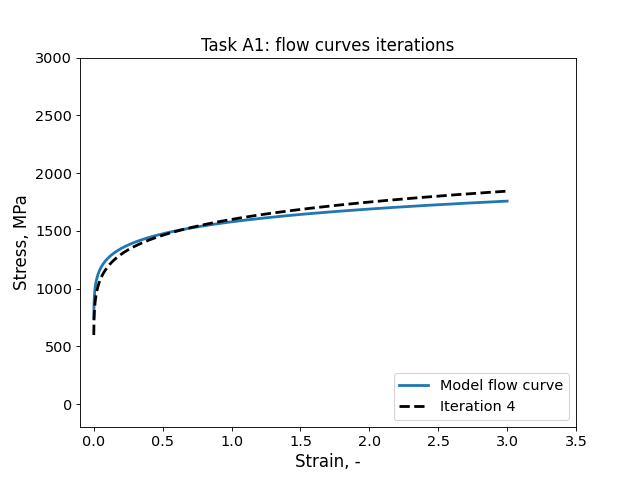 Task A1: flow curves iterations
3000
2500
2000
1500
1000
500
0
Stress, MPa
0.0 0.5 1.0 1.5 2.0 2.5 3.0 3.5
Strain, -
Model flow curve
Iteration 4